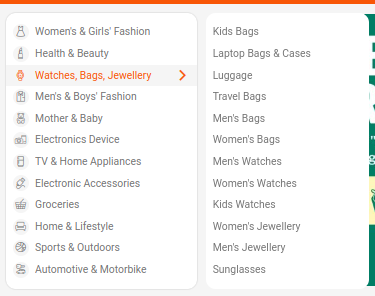 Women's & Girls' Fashion
Health & Beauty
Watches, Bags, Jewellery
Men's & Boys' Fashion
Mother & Baby
Electronics Device
TV & Home Appliances
Electronic Accessories
Groceries
Home & Lifestyle
Sports & Outdoors
Automotive & Motorbike
Kids Bags
Laptop Bags & Cases
Luggage
Travel Bags
Men's Bags
Women's Bags
Men's Watches
Women's Watches
Kids Watches
Women's Jewellery
Men's Jewellery
Sunglasses